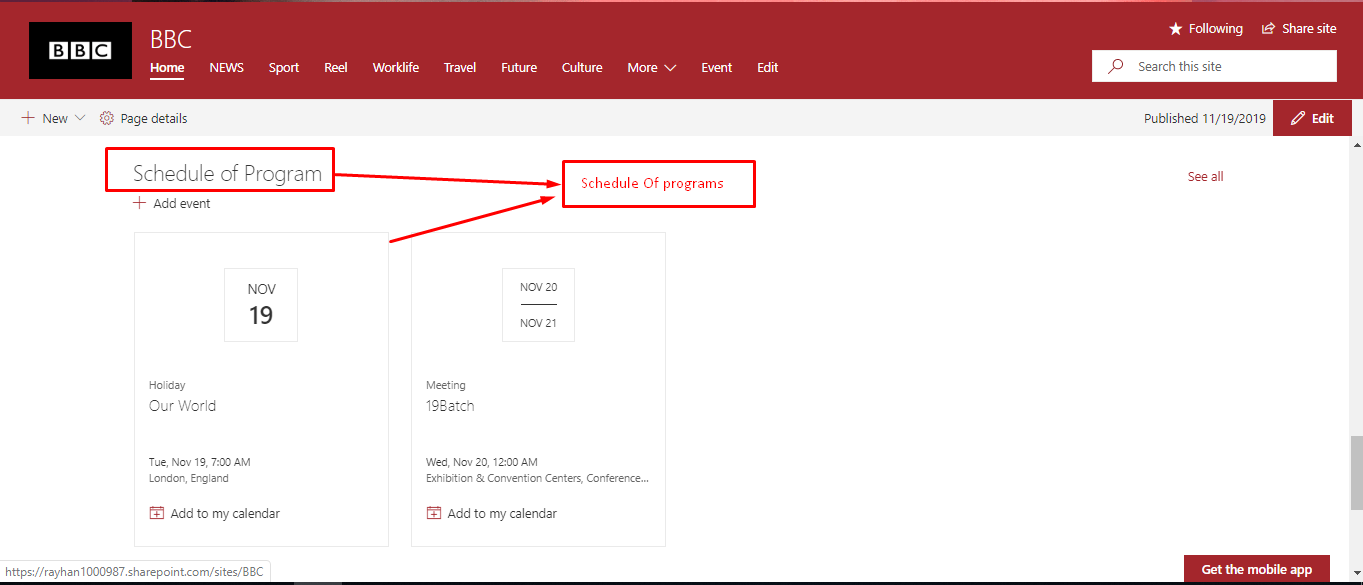 BBC
BBC
Following
Share site
Home NEWS Sport Reel Worklife Travel Future Culture More Event Edit
Search this site
New
Page details
Published 11/19/2019
Edit
Schedule of Program
Schedule Of programs
See all
Add event
NOV
19
Holiday
Our World
Tue, Nov 19, 7:00 AM
London, England
Add to my calendar
NOV 20
NOV 21
Meeting
19Batch
Wed, Nov 20, 12:00 AM
Exhibition & Convention Centers, Conference...
Add to my calendar
https://rayhan1000987.sharepoint.com/sites/BBC
Get the mobile app